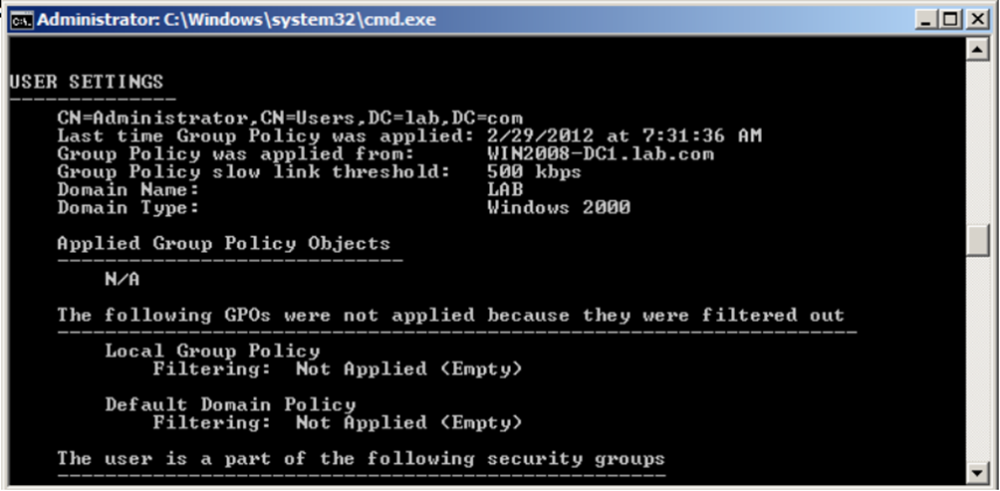 Administrator: C:\Windows\system32\cmd.exe
USER SETTINGS
--------------
CN=Administrator,CN=Users,DC=lab,DC=com
Last time Group Policy was applied: 2/29/2012 at 7:31:36 AM
Group Policy was applied from: WIN2008-DC1.lab.com
Group Policy slow link threshold: 500 kbps
Domain Name: LAB
Domain Type: Windows 2000
Applied Group Policy Objects
-----------------------------
N/A
The following GPOs were not applied because they were filtered out
-------------------------------------------------------------------
Local Group Policy
Filtering: Not Applied (Empty)
Default Domain Policy
Filtering: Not Applied (Empty)
The user is a part of the following security groups
---------------------------------------------------